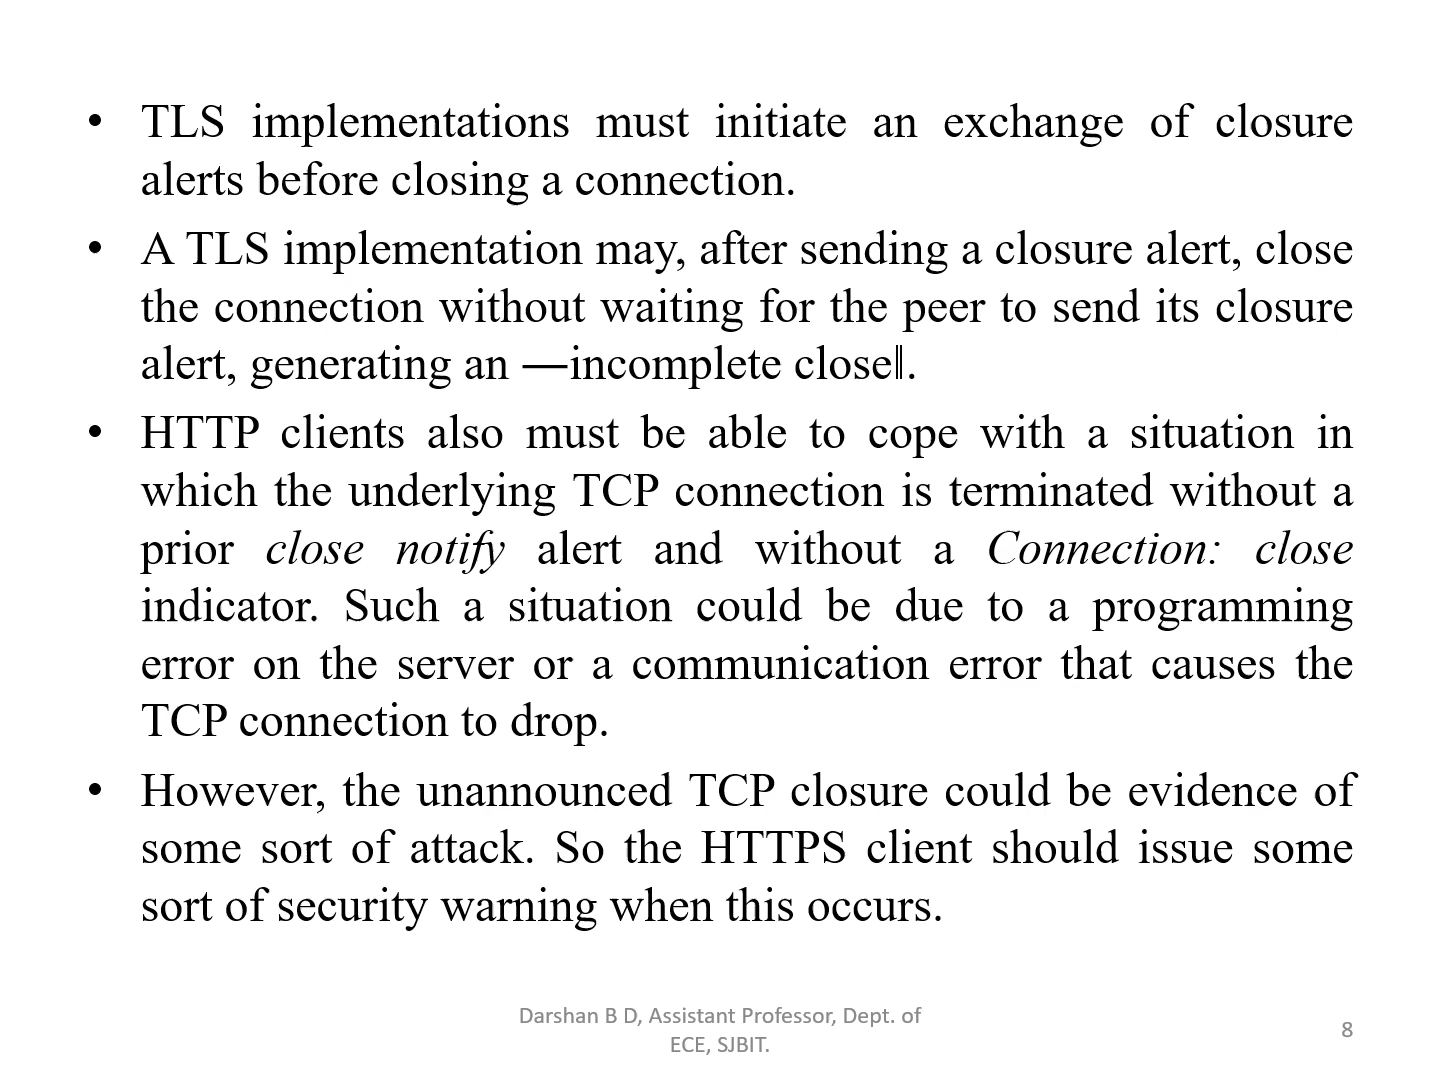 • TLS implementations must initiate an exchange of closure
alerts before closing a connection.
• A TLS implementation may, after sending a closure alert, close
the connection without waiting for the peer to send its closure
alert, generating an ―incomplete close‖.
• HTTP clients also must be able to cope with a situation in
which the underlying TCP connection is terminated without a
prior close notify alert and without a Connection: close
indicator. Such a situation could be due to a programming
error on the server or a communication error that causes the
TCP connection to drop.
• However, the unannounced TCP closure could be evidence of
some sort of attack. So the HTTPS client should issue some
sort of security warning when this occurs.
Darshan B D, Assistant Professor, Dept. of
ECE, SJBIT.
8